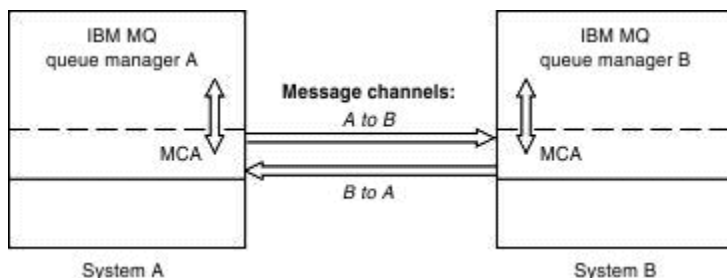 IBM MQ
queue manager A
IBM MQ
queue manager B
Message channels:
A to B
MCA
MCA
B to A
System A
System B